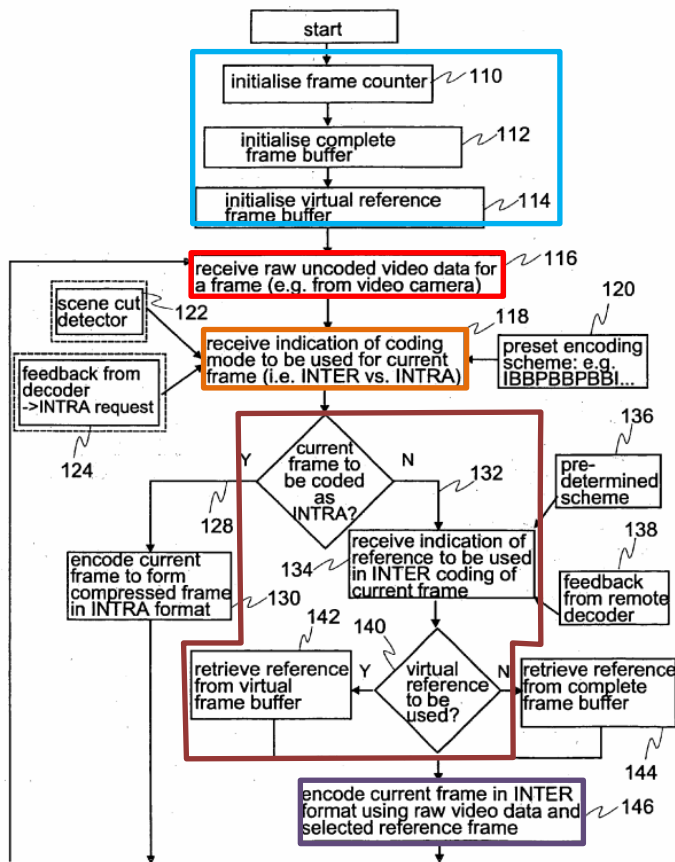 start
initialise frame counter
110
initialise complete
frame buffer
112
initialise virtual reference
frame buffer
114
receive raw uncoded video data for
a frame (e.g. from video camera)
116
scene cut
detector
122
receive indication of coding
mode to be used for current
frame (i.e. INTER vs. INTRA)
118
preset encoding
scheme: e.g.
IBBPBBPBBI...
120
feedback from
decoder
->INTRA request
124
current
frame to
be coded
as
INTRA?
Y
N
128
132
pre-
determined
scheme
136
encode current
frame to form
compressed frame
in INTRA format
130
receive indication of
reference to be used
in INTER coding of
current frame
134
feedback
from remote
decoder
138
retrieve reference
from virtual
frame buffer
142
virtual
reference
to be
used?
140
Y
N
retrieve reference
from complete
frame buffer
144
encode current frame in INTER
format using raw video data and
selected reference frame
146